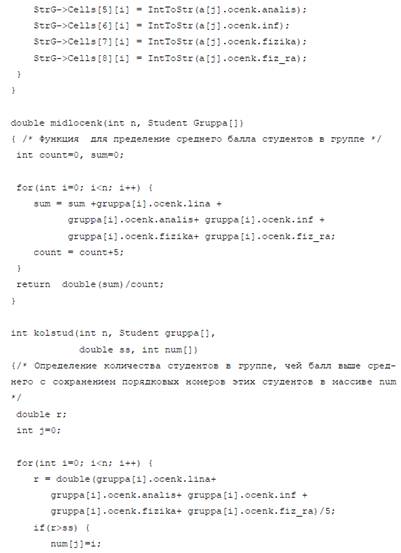 StrG->Cells[5][i] = IntToStr(a[j].ocenk.analis);
StrG->Cells[6][i] = IntToStr(a[j].ocenk.inf);
StrG->Cells[7][i] = IntToStr(a[j].ocenk.fizika);
StrG->Cells[8][i] = IntToStr(a[j].ocenk.fiz_ra);
}
}
double midlocenk(int n, Student Gruppa[])
{ /* Функция для пределение среднего балла студентов в группе */
int count=0, sum=0;
for(int i=0; i<n; i++) {
sum = sum +gruppa[i].ocenk.lina +
gruppa[i].ocenk.analis+ gruppa[i].ocenk.inf +
gruppa[i].ocenk.fizika+ gruppa[i].ocenk.fiz_ra;
count = count+5;
}
return double(sum)/count;
}
int kolstud(int n, Student gruppa[],
double ss, int num[])
{/* Определение количества студентов в группе, чей балл выше сред-
него с сохранением порядковых номеров этих студентов в массиве num
*/
double r;
int j=0;
for(int i=0; i<n; i++) {
r = double(gruppa[i].ocenk.lina+
gruppa[i].ocenk.analis+ gruppa[i].ocenk.inf +
gruppa[i].ocenk.fizika+ gruppa[i].ocenk.fiz_ra)/5;
if(r>ss) {
num[j]=i;